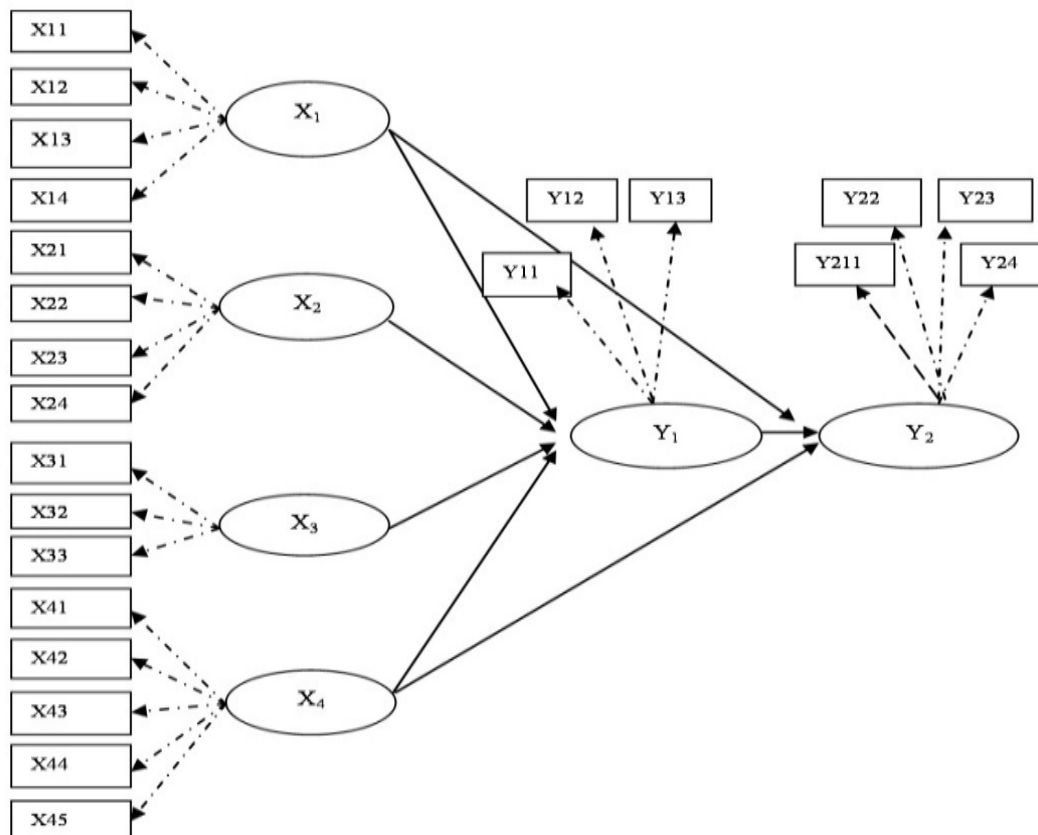 X11
X12
X13
X14
X21
X22
X23
X24
X31
X32
X33
X41
X42
X43
X44
X45
X₁
X₂
X₃
X₄
Y11
Y12
Y13
Y₁
Y211
Y22
Y23
Y24
Y₂